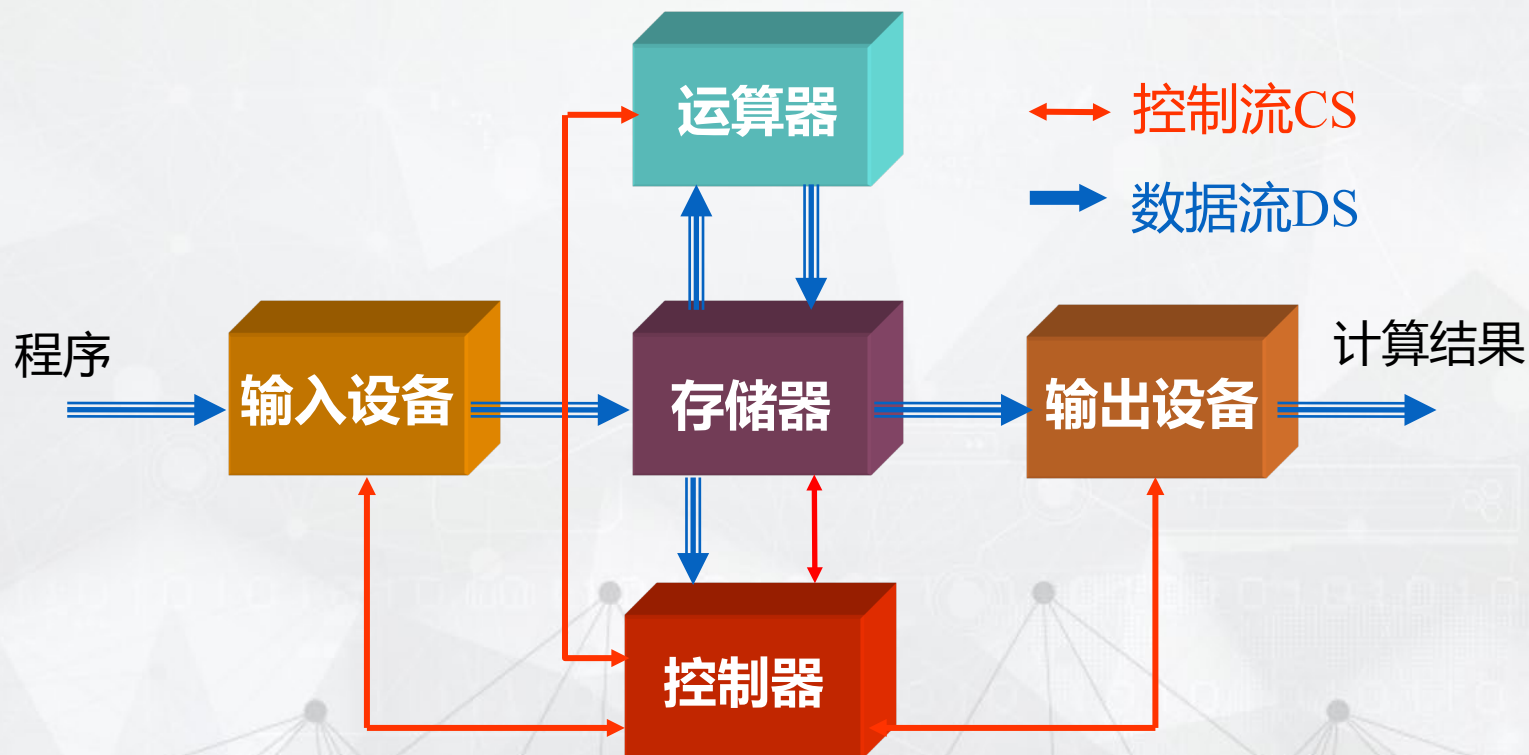 运算器
控制流CS
数据流DS
程序
输入设备
存储器
输出设备
计算结果
控制器